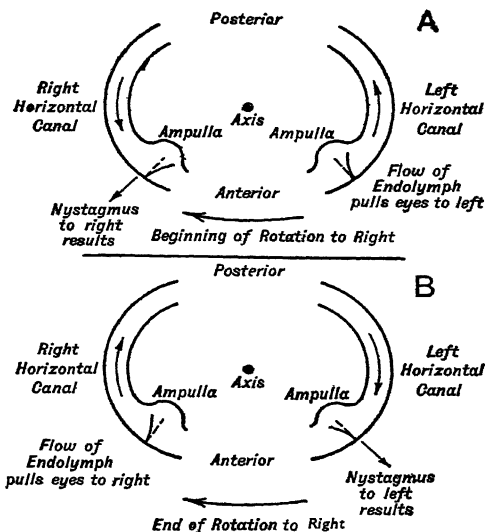 Posterior
A
Right
Horizontal
Canal
Left
Horizontal
Canal
Axis
Ampulla
Ampulla
Anterior
Nystagmus
to right
results
Flow of
Endolymph
pulls eyes to left
Beginning of Rotation to Right
Posterior
B
Right
Horizontal
Canal
Left
Horizontal
Canal
Axis
Ampulla
Ampulla
Anterior
Flow of
Endolymph
pulls eyes to right
Nystagmus
to left
results
End of Rotation to Right